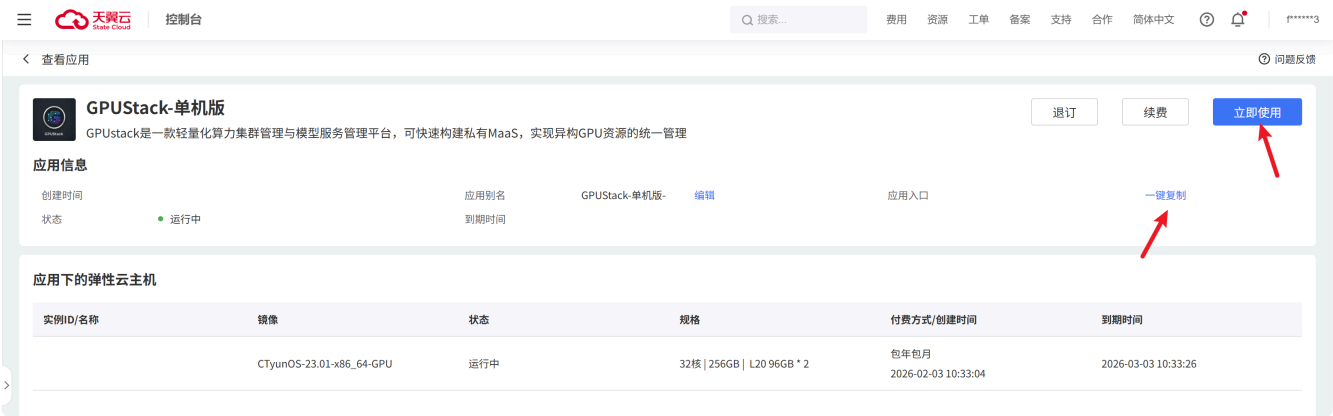 天翼云 State Cloud 控制台 搜索... 费用 资源 工单 备案 支持 合作 简体中文 f******3
查看应用 问题反馈
GPUStack-单机版 退订 续费 立即使用
GPUstack是一款轻量化算力集群管理与模型服务管理平台，可快速构建私有MaaS，实现异构GPU资源的统一管理
GPUStack
应用信息
创建时间 应用别名 GPUStack-单机版- 编辑 应用入口 一键复制
状态 运行中 到期时间
应用下的弹性云主机
实例ID/名称 镜像 状态 规格 付费方式/创建时间 到期时间
CTyunOS-23.01-x86_64-GPU 运行中 32核 | 256GB | L20 96GB * 2 包年包月 2026-03-03 10:33:26
2026-02-03 10:33:04